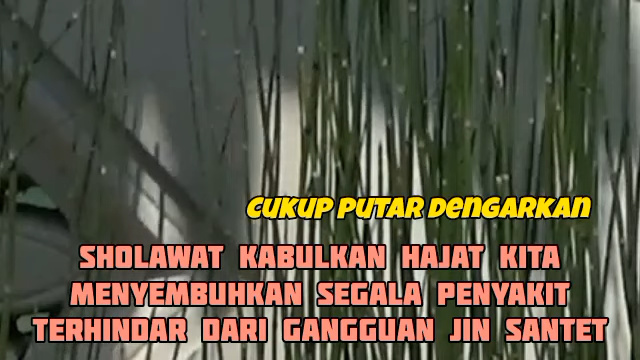 CUKUP PUTAR DENGARKAN
SHOLAWAT KABULKAN HAJAT KITA
MENYEMBUHKAN SEGALA PENYAKIT
TERHINDAR DARI GANGGUAN JIN SANTET